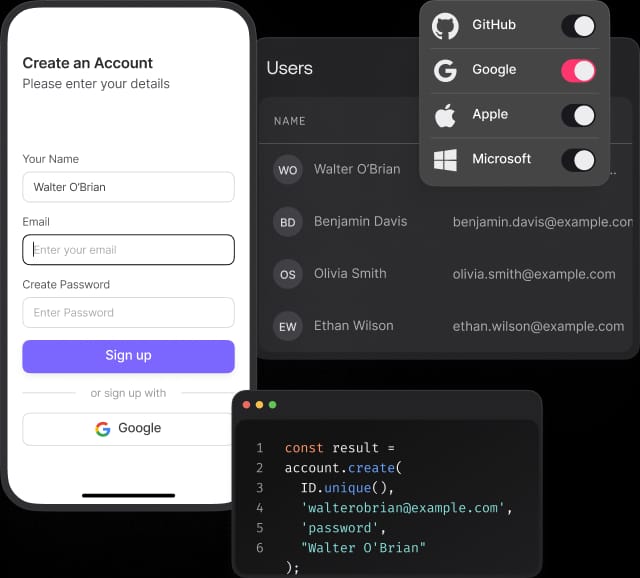 Create an Account
Please enter your details
Your Name
Walter O'Brian
Email
Enter your email
Create Password
Enter Password
Sign up
or sign up with
Google
Users
NAME
WO Walter O'Brian ...
BD Benjamin Davis benjamin.davis@example.con
OS Olivia Smith olivia.smith@example.com
EW Ethan Wilson ethan.wilson@example.com
GitHub
Google
Apple
Microsoft
1 const result =
2 account.create(
3 ID.unique(),
4 'walterobrian@example.com',
5 'password',
6 "Walter O'Brian"
);